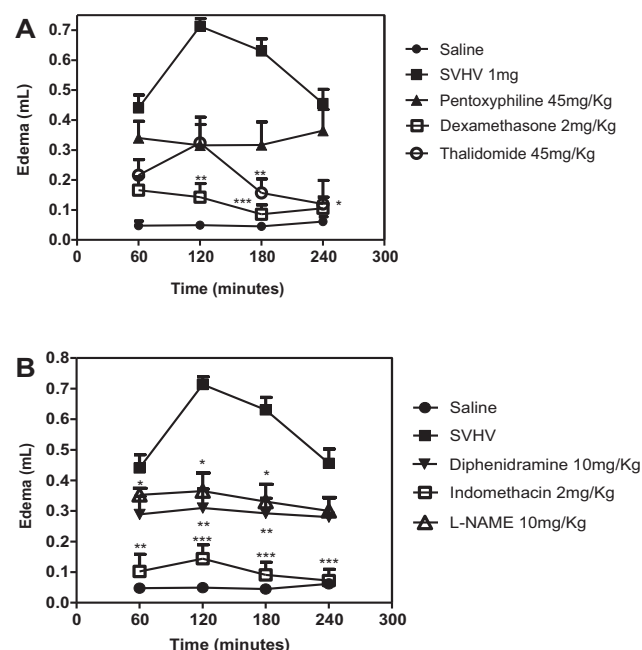 A
Edema (mL)
0.7
0.6
0.5
0.4
0.3
0.2
0.1
0.0
**
**
***
*
0
60
120
180
240
300
Time (minutes)
Saline
SVHV 1mg
Pentoxyphiline 45mg/Kg
Dexamethasone 2mg/Kg
Thalidomide 45mg/Kg
B
Edema (mL)
0.8
0.7
0.6
0.5
0.4
0.3
0.2
0.1
0.0
*
*
*
**
**
**
***
***
***
0
60
120
180
240
300
Time (minutes)
Saline
SVHV
Diphenidramine 10mg/Kg
Indomethacin 2mg/Kg
L-NAME 10mg/Kg